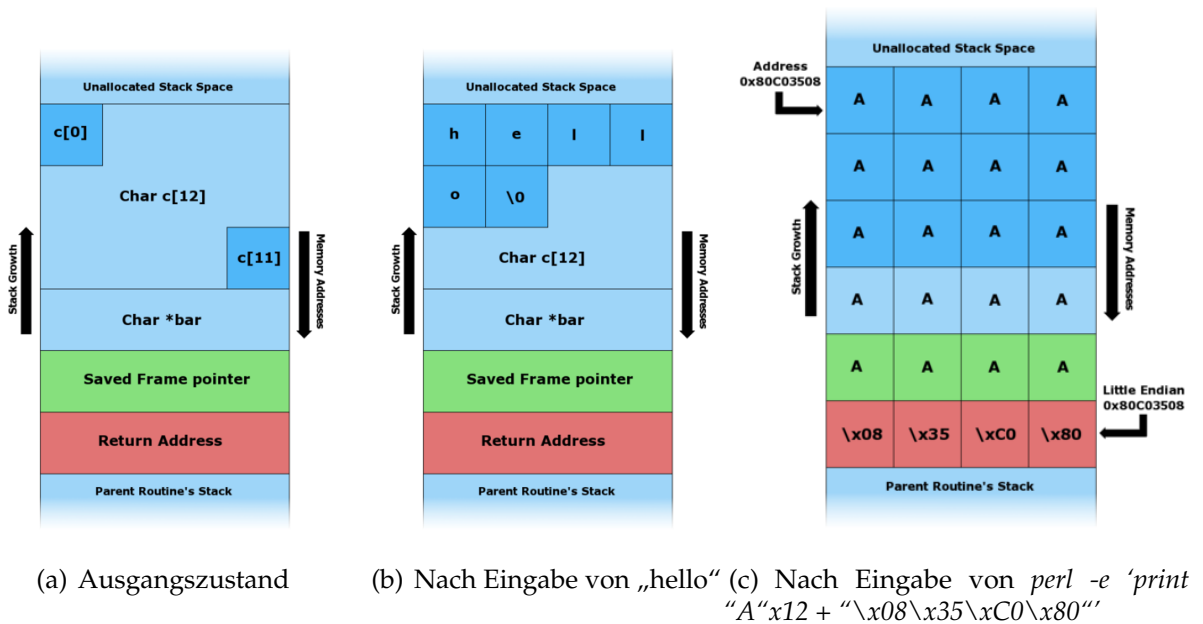 Unallocated Stack Space
c[0]
Char c[12]
c[11]
Char *bar
Saved Frame pointer
Return Address
Parent Routine's Stack
Stack Growth
Memory Addresses
(a) Ausgangszustand
Unallocated Stack Space
h e l l
o \0
Char c[12]
Char *bar
Saved Frame pointer
Return Address
Parent Routine's Stack
Stack Growth
Memory Addresses
(b) Nach Eingabe von „hello“
Address
0x80C03508
Unallocated Stack Space
A A A A
A A A A
A A A A
A A A A
A A A A
\x08 \x35 \xC0 \x80
Parent Routine's Stack
Stack Growth
Memory Addresses
Little Endian
0x80C03508
(c) Nach Eingabe von perl -e ‘print
“A“x12 + “\x08\x35\xC0\x80“’